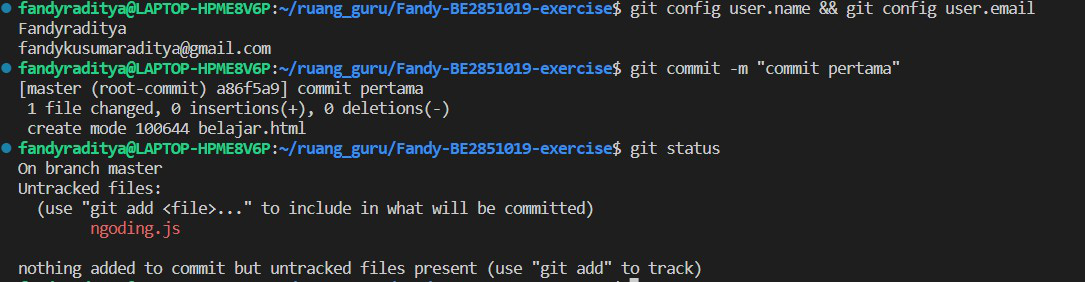 fandyraditya@LAPTOP-HPME8V6P:~/ruang_guru/Fandy-BE2851019-exercise$ git config user.name && git config user.email
Fandyraditya
fandykusumaraditya@gmail.com
fandyraditya@LAPTOP-HPME8V6P:~/ruang_guru/Fandy-BE2851019-exercise$ git commit -m "commit pertama"
[master (root-commit) a86f5a9] commit pertama
 1 file changed, 0 insertions(+), 0 deletions(-)
 create mode 100644 belajar.html
fandyraditya@LAPTOP-HPME8V6P:~/ruang_guru/Fandy-BE2851019-exercise$ git status
On branch master
Untracked files:
  (use "git add <file>..." to include in what will be committed)
        ngoding.js
nothing added to commit but untracked files present (use "git add" to track)